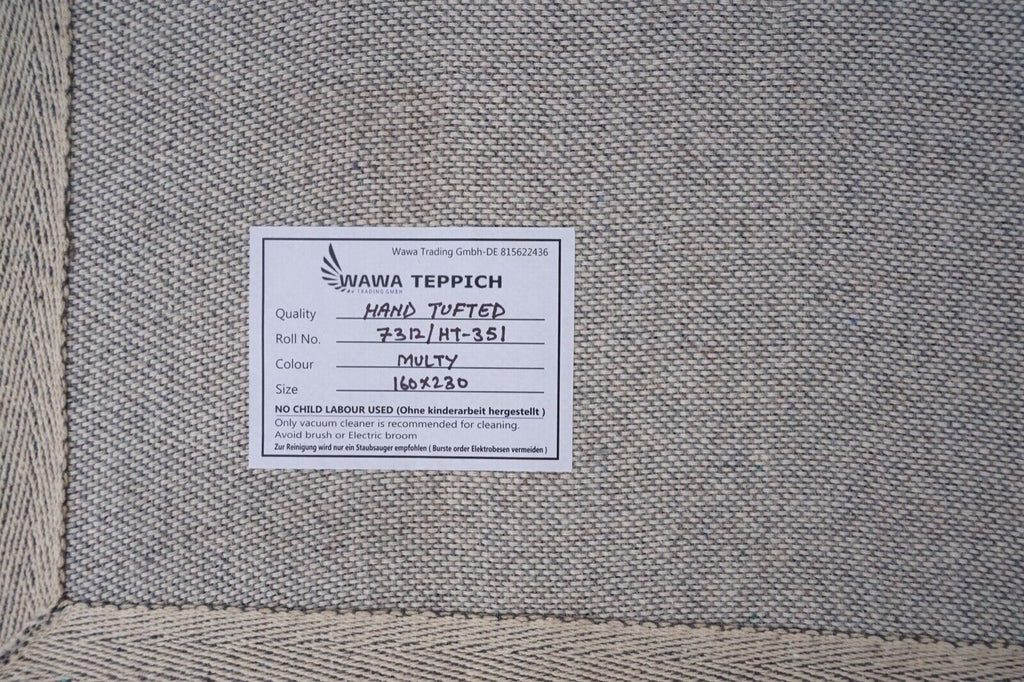 Wawa Trading Gmbh-DE 815622436
WAWA TEPPICH
TRADING GMBH
Quality HAND TUFTED
Roll No. 7312/HT-351
Colour MULTY
Size 160x230
NO CHILD LABOUR USED (Ohne kinderarbeit hergestellt )
Only vacuum cleaner is recommended for cleaning.
Avoid brush or Electric broom
Zur Reinigung wird nur ein Staubsauger empfohlen ( Burste order Elektrobesen vermeiden )